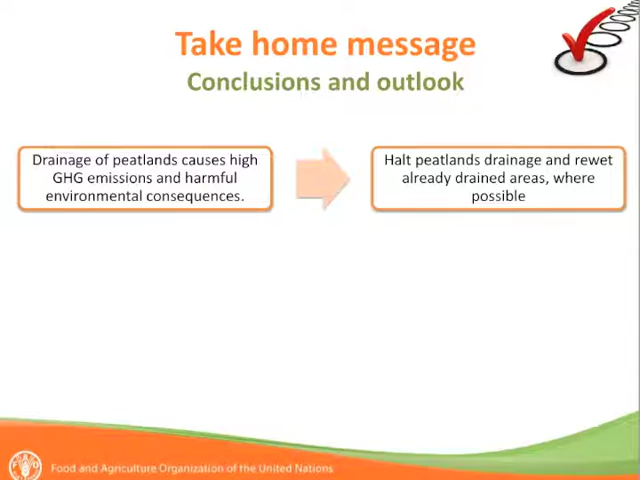 Take home message
Conclusions and outlook
Drainage of peatlands causes high
GHG emissions and harmful
environmental consequences.
Halt peatlands drainage and rewet
already drained areas, where
possible
Food and Agriculture Organization of the United Nations